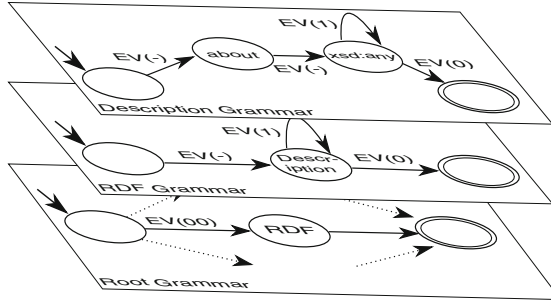 EV(1)
EV(-) about EV(-) xsd:any EV(0)
Description Grammar
EV(1)
EV(-) Descr- EV(0)
iption
RDF Grammar
EV(00) RDF
Root Grammar